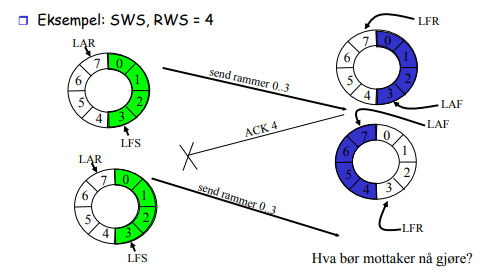 Eksempel: SWS, RWS = 4
LAR
7 0
6 1
5 2
4 3
LFS
send rammer 0..3
LFR
7 0
6 1
5 2
4 3
LAF
LAF
ACK 4
7 0
6 1
5 2
4 3
LFR
LAR
7 0
6 1
5 2
4 3
LFS
send rammer 0..3
Hva bør mottaker nå gjøre?